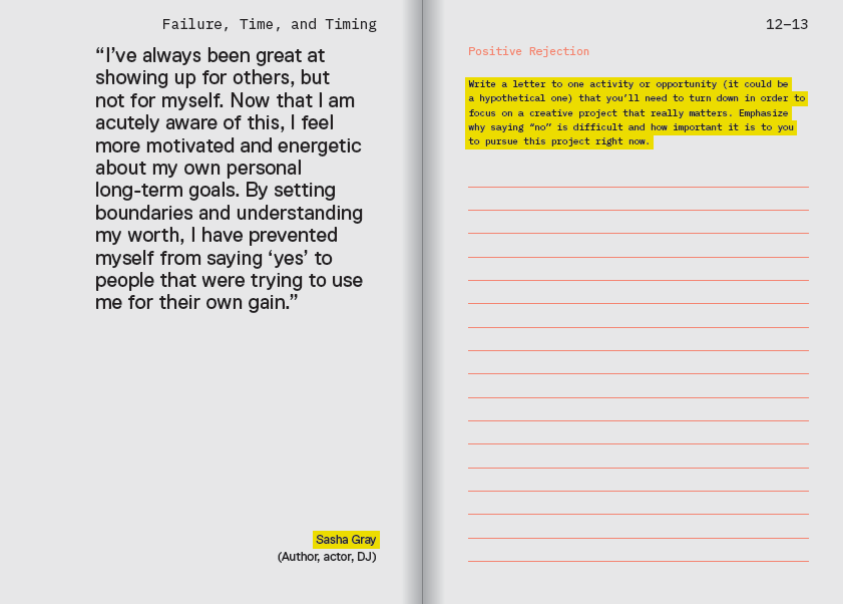 Failure, Time, and Timing
“I’ve always been great at
showing up for others, but
not for myself. Now that I am
acutely aware of this, I feel
more motivated and energetic
about my own personal
long-term goals. By setting
boundaries and understanding
my worth, I have prevented
myself from saying ‘yes’ to
people that were trying to use
me for their own gain.”
Sasha Gray
(Author, actor, DJ)
12–13
Positive Rejection
Write a letter to one activity or opportunity (it could be
a hypothetical one) that you’ll need to turn down in order to
focus on a creative project that really matters. Emphasize
why saying “no” is difficult and how important it is to you
to pursue this project right now.